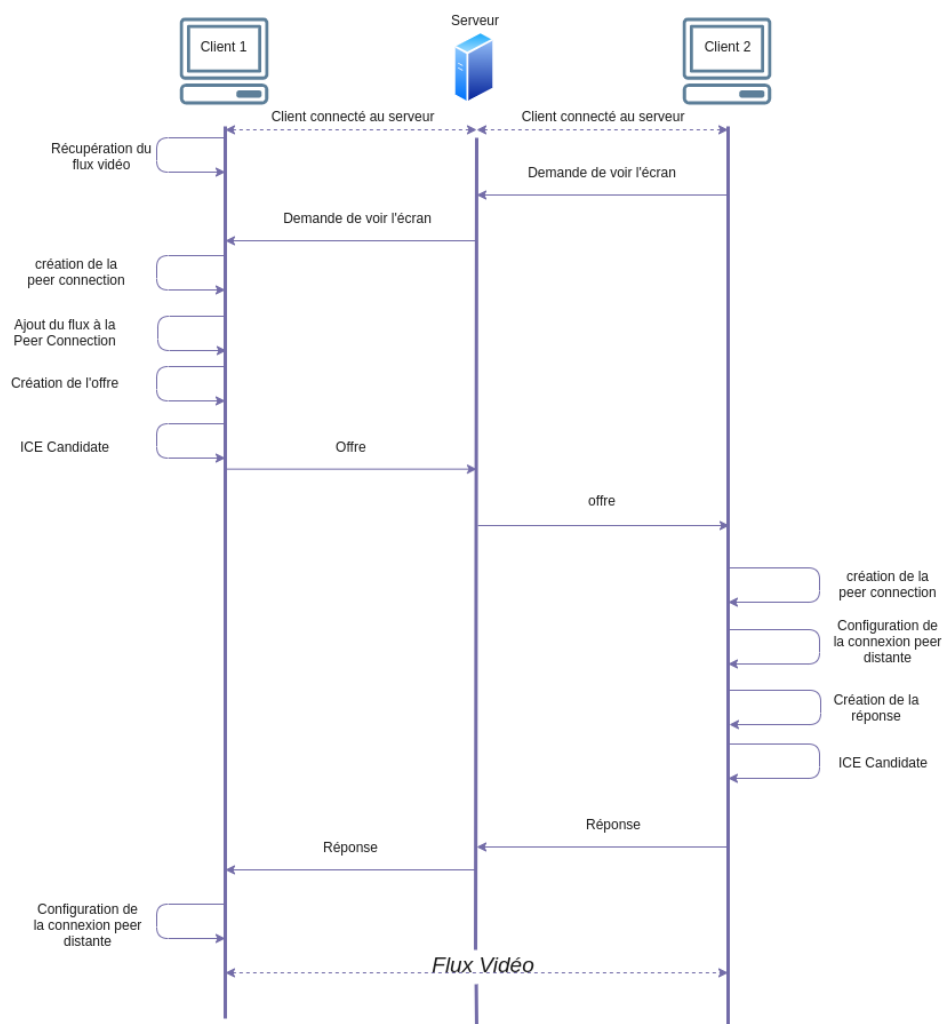 Serveur
Client 1
Client 2
Client connecté au serveur
Client connecté au serveur
Récupération du
flux vidéo
Demande de voir l'écran
Demande de voir l'écran
création de la
peer connection
Ajout du flux à la
Peer Connection
Création de l'offre
ICE Candidate
Offre
offre
création de la
peer connection
Configuration de
la connexion peer
distante
Création de la
réponse
ICE Candidate
Réponse
Réponse
Configuration de
la connexion peer
distante
Flux Vidéo